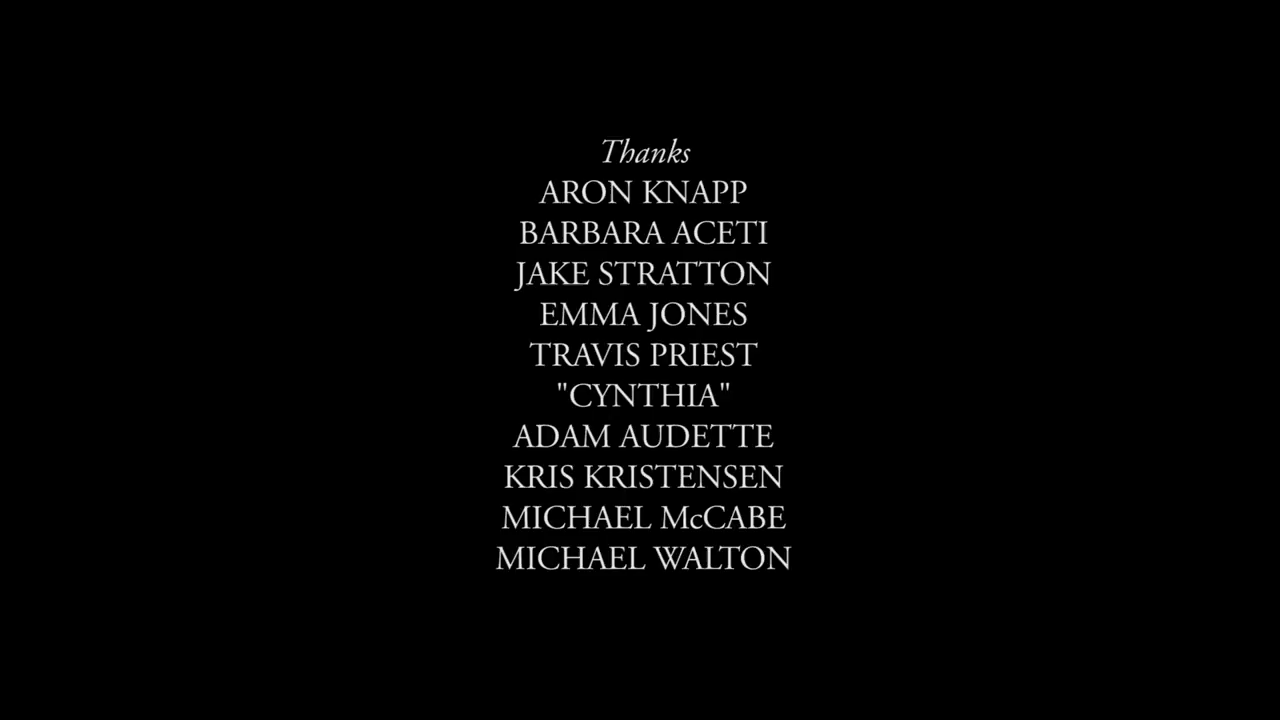 Thanks
ARON KNAPP
BARBARA ACETI
JAKE STRATTON
EMMA JONES
TRAVIS PRIEST
"CYNTHIA"
ADAM AUDETTE
KRIS KRISTENSEN
MICHAEL McCABE
MICHAEL WALTON